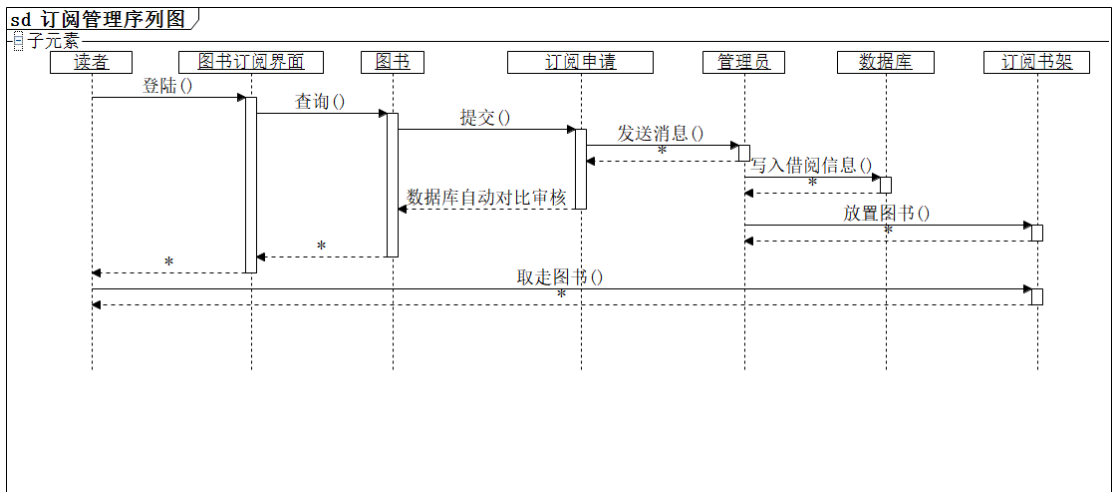 sd 订阅管理序列图
子元素
读者 图书订阅界面 图书 订阅申请 管理员 数据库 订阅书架
登陆()
查询()
提交()
发送消息()
*
写入借阅信息()
*
数据库自动对比审核
放置图书()
*
*
*
取走图书()
*